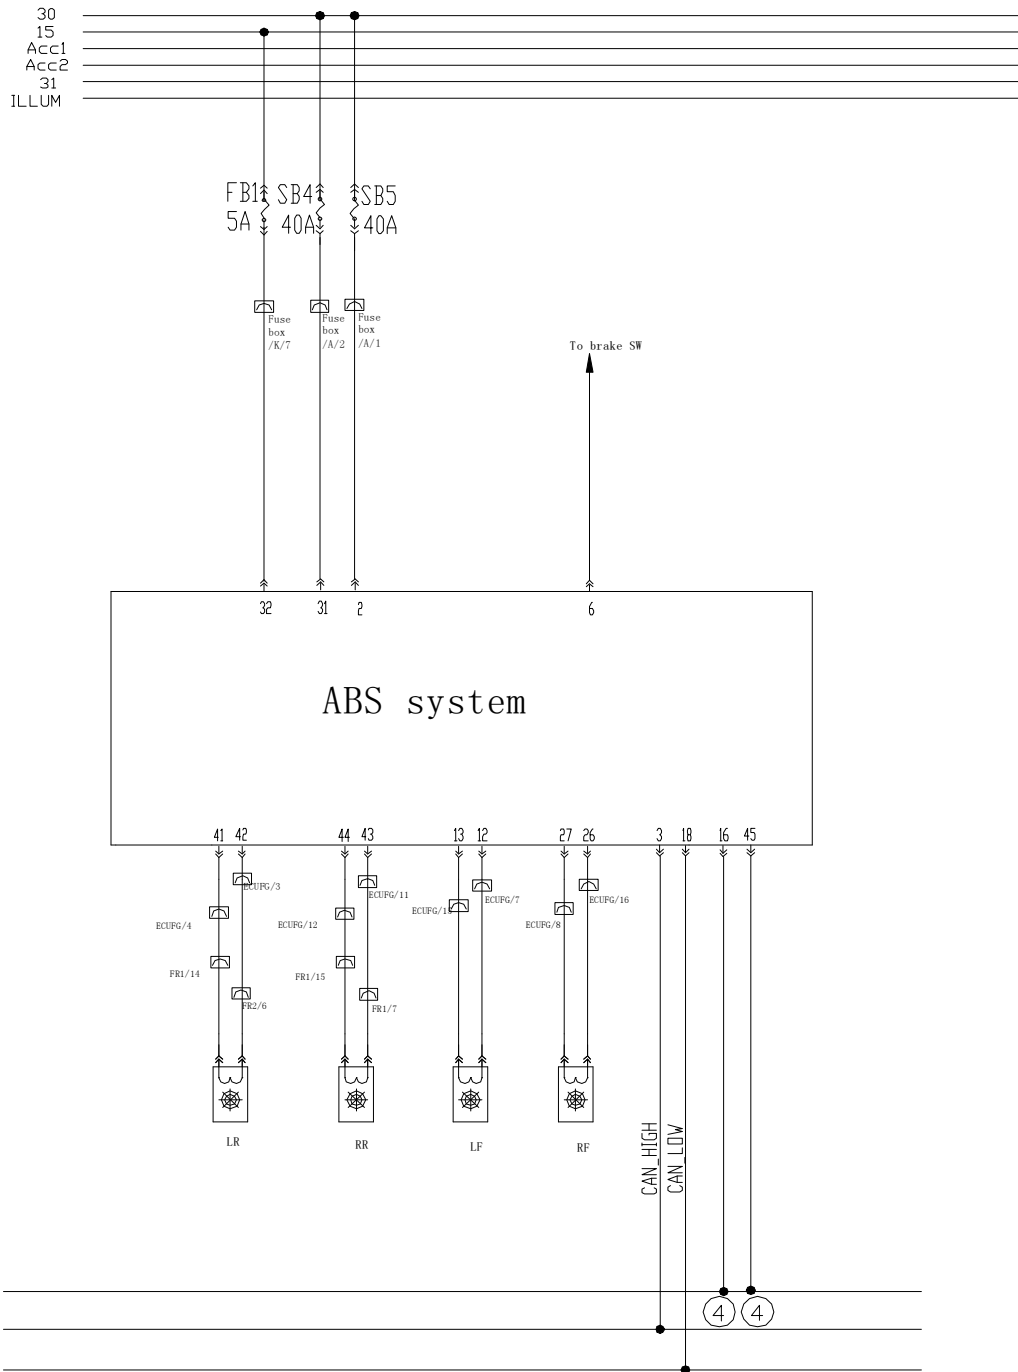 30
15
Acc1
Acc2
31
ILLUM
FB1
5A
SB4
40A
SB5
40A
Fuse
box
/K/7
Fuse
box
/A/2
Fuse
box
/A/1
To brake SW
32
31
2
6
ABS system
41
42
44
43
13
12
27
26
3
18
16
45
ECUFG/3
ECUFG/4
FR1/14
FR2/6
ECUFG/11
ECUFG/12
FR1/15
FR1/7
ECUFG/7
ECUFG/16
ECUFG/8
LR
RR
LF
RF
CAN_HIGH
CAN_LOW
4
4